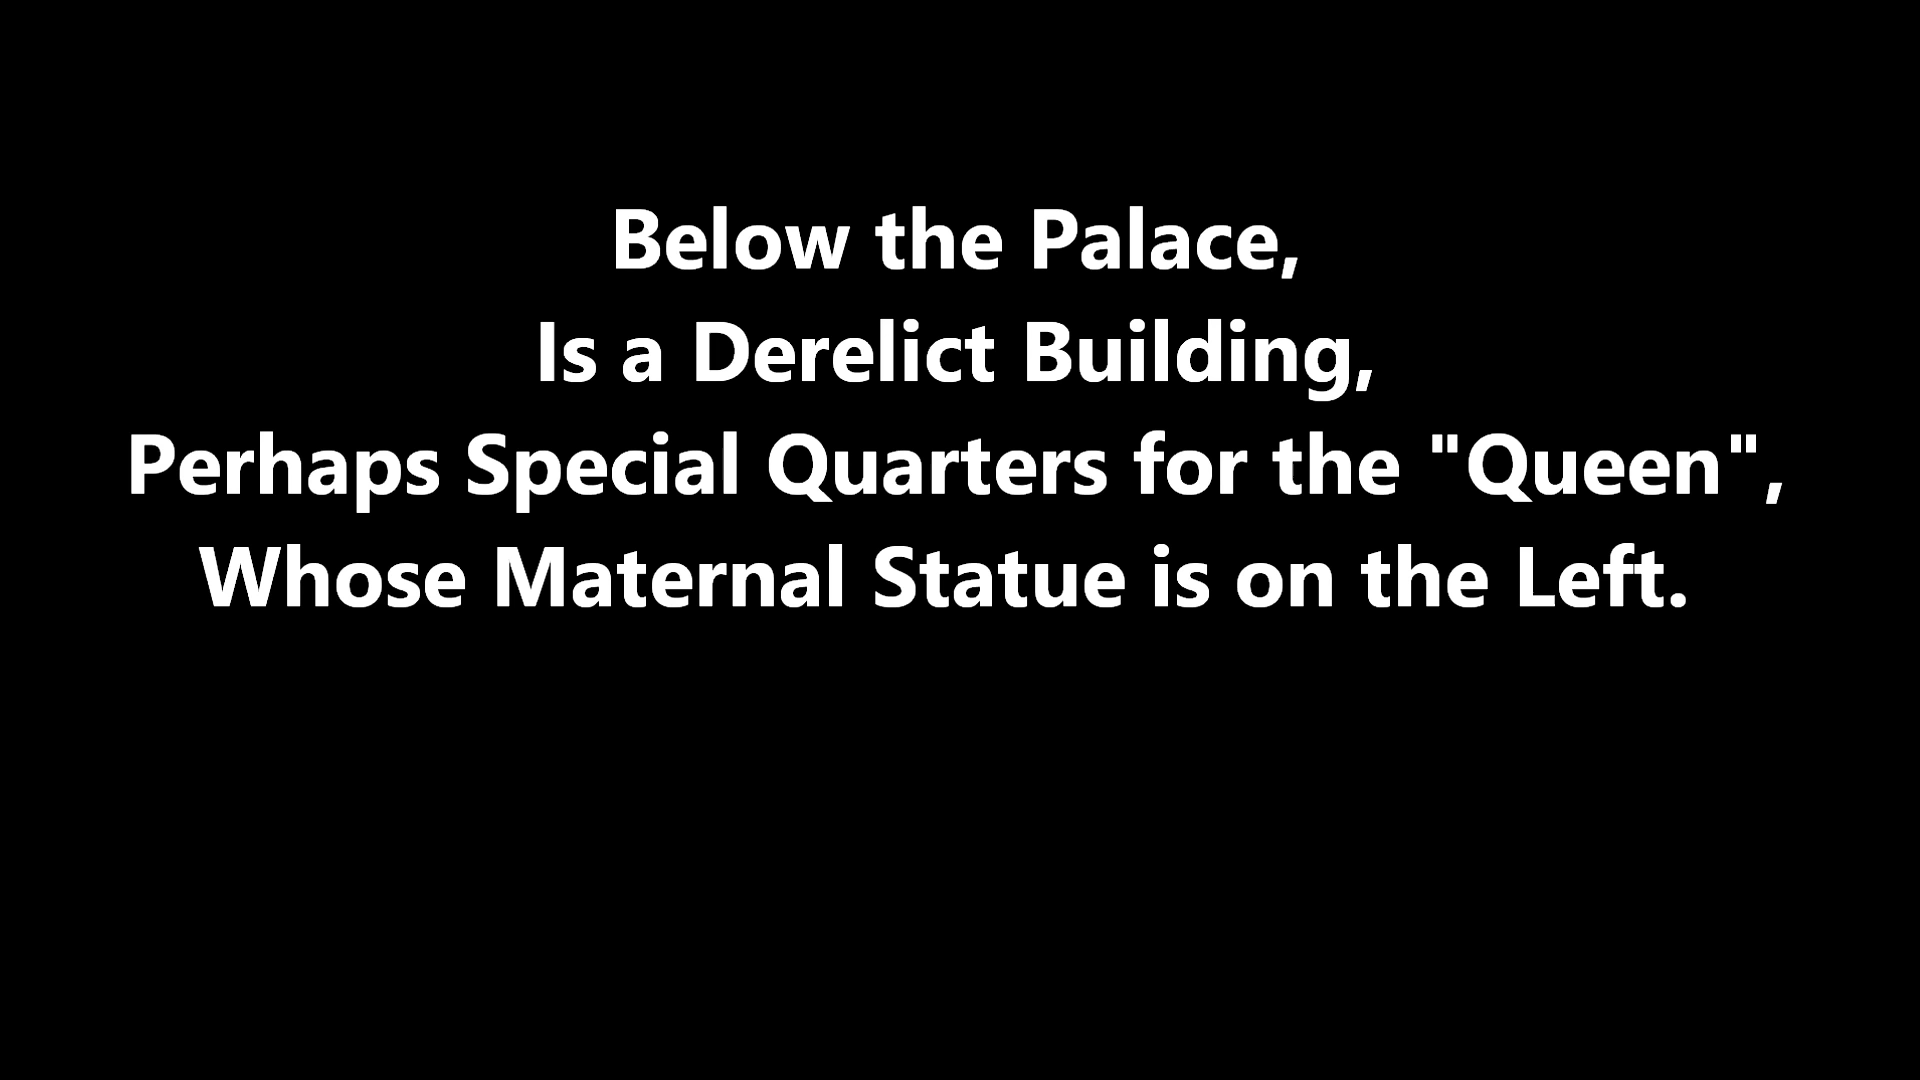 Below the Palace,
Is a Derelict Building,
Perhaps Special Quarters for the "Queen",
Whose Maternal Statue is on the Left.